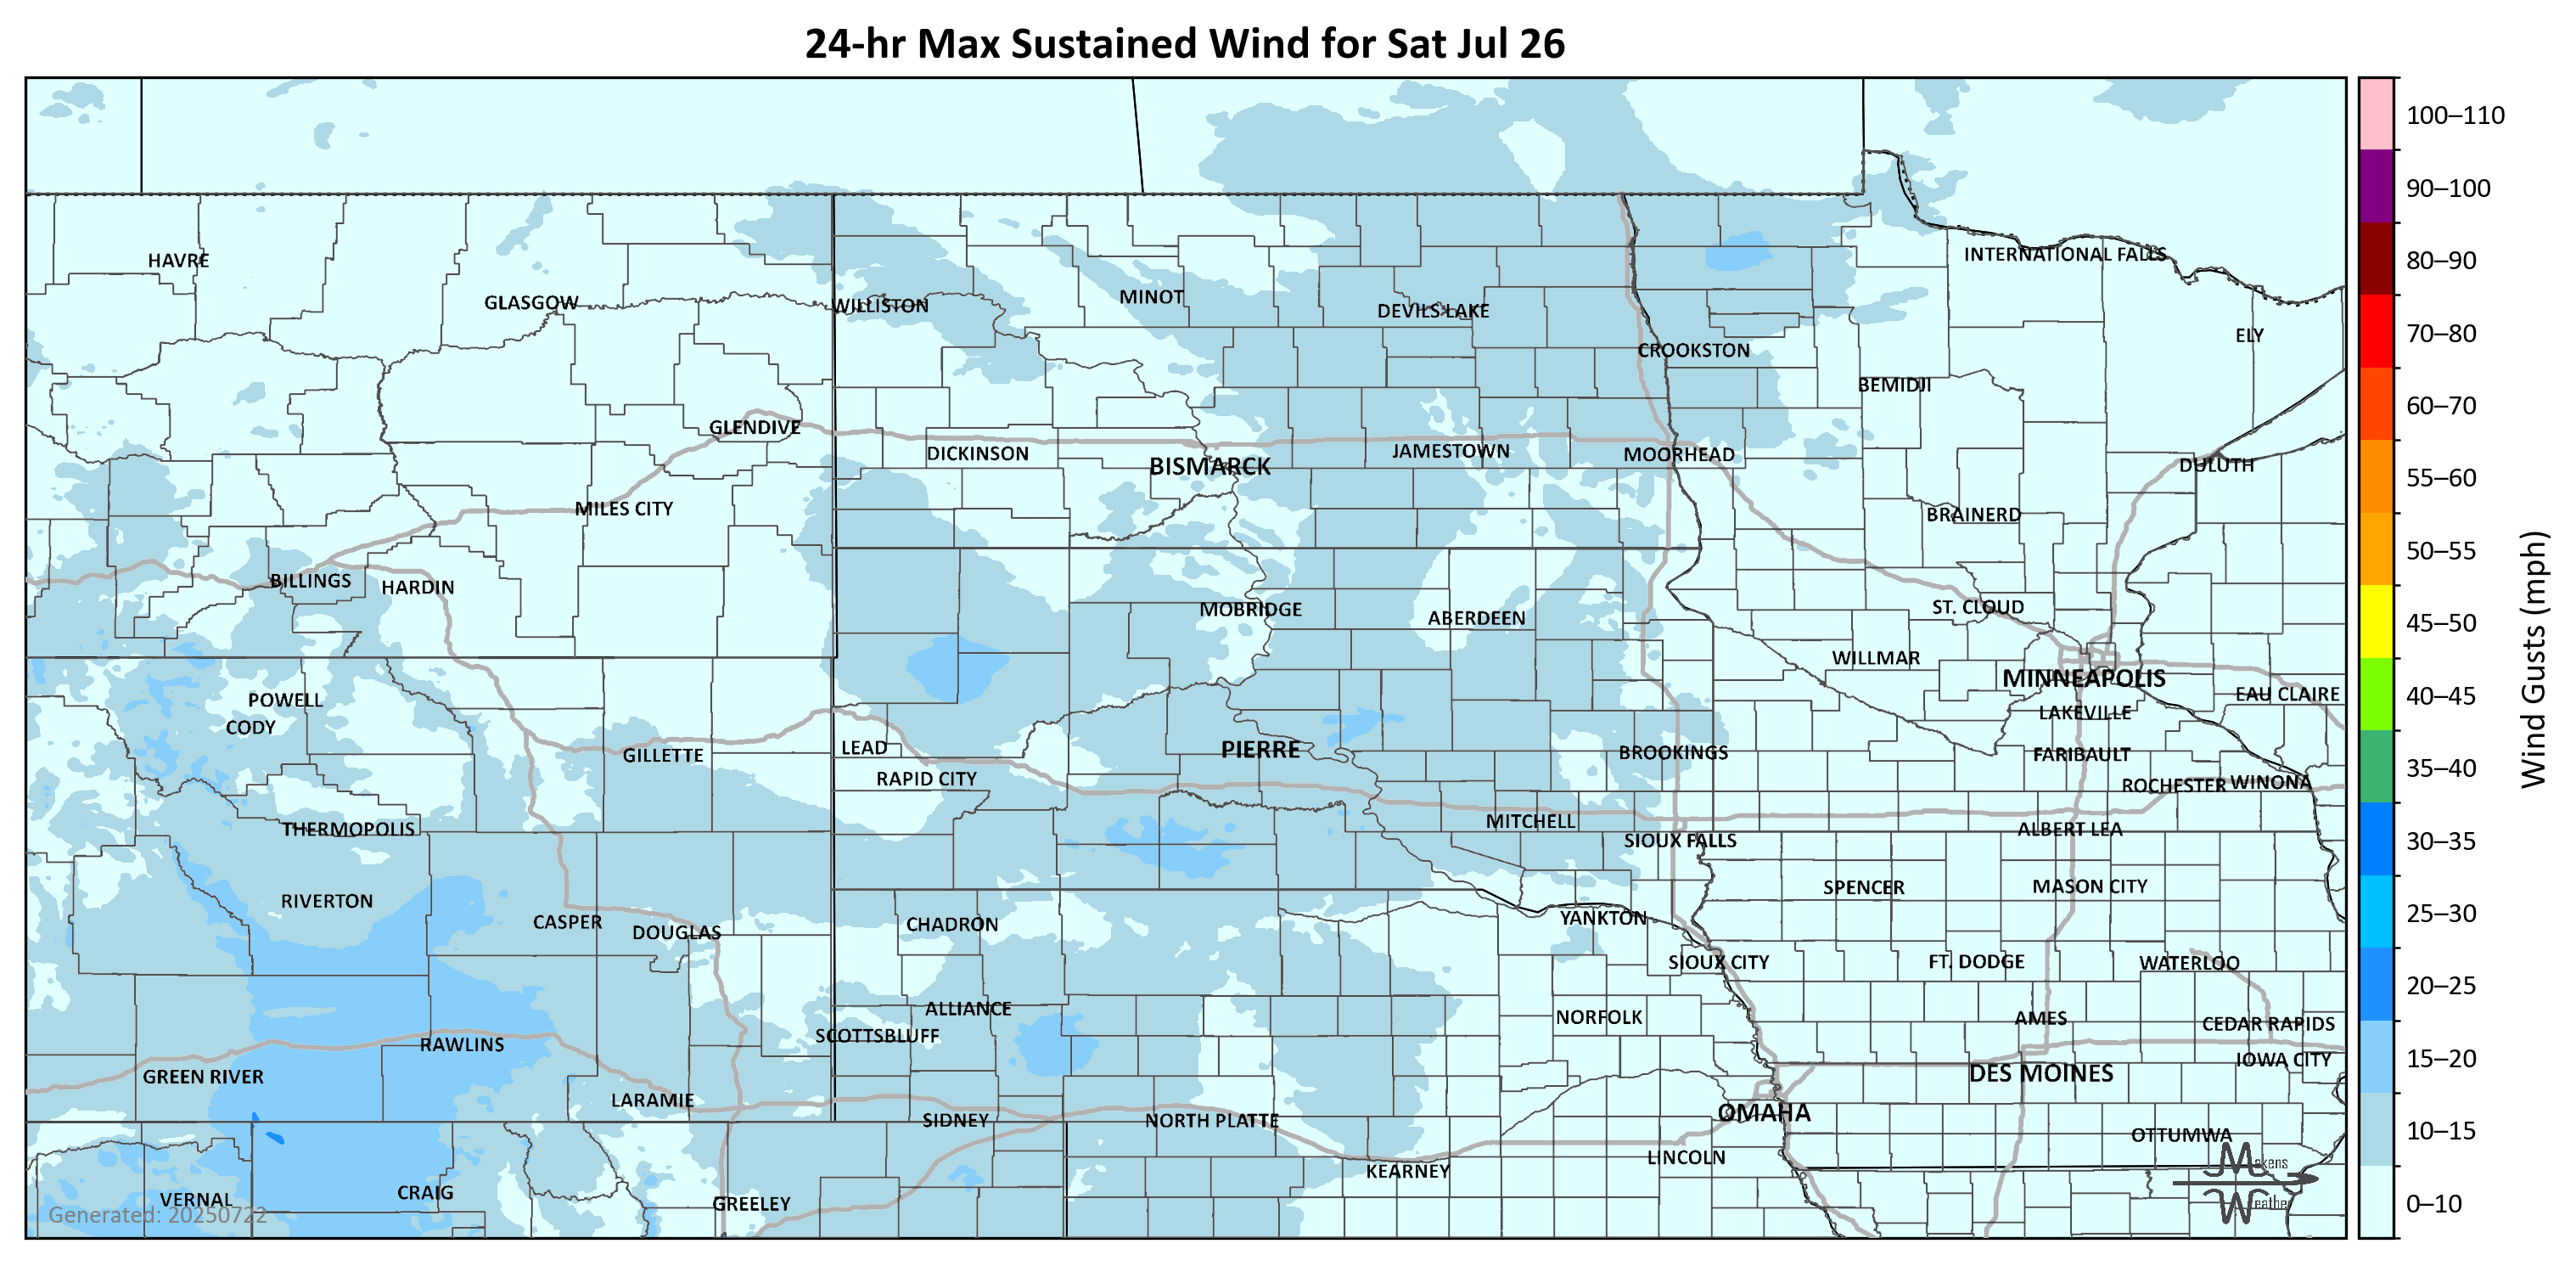 24-hr Max Sustained Wind for Sat Jul 26
100–110
90–100
80–90
70–80
60–70
55–60
50–55
45–50
40–45
35–40
30–35
25–30
20–25
15–20
10–15
0–10
Wind Gusts (mph)
HAVRE
INTERNATIONAL FALLS
GLASGOW
WILLISTON
MINOT
DEVILS LAKE
ELY
CROOKSTON
BEMIDJI
GLENDIVE
DICKINSON
BISMARCK
JAMESTOWN
MOORHEAD
DULUTH
MILES CITY
BRAINERD
BILLINGS
HARDIN
MOBRIDGE
ABERDEEN
ST. CLOUD
WILLMAR
MINNEAPOLIS
EAU CLAIRE
POWELL
CODY
LAKEVILLE
GILLETTE
LEAD
PIERRE
BROOKINGS
FARIBAULT
RAPID CITY
ROCHESTER
WINONA
THERMOPOLIS
MITCHELL
ALBERT LEA
SIOUX FALLS
SPENCER
MASON CITY
RIVERTON
CASPER
DOUGLAS
CHADRON
YANKTON
SIOUX CITY
FT. DODGE
WATERLOO
ALLIANCE
NORFOLK
AMES
CEDAR RAPIDS
SCOTTSBLUFF
RAWLINS
IOWA CITY
GREEN RIVER
DES MOINES
LARAMIE
SIDNEY
NORTH PLATTE
OMAHA
OTTUMWA
KEARNEY
LINCOLN
VERNAL
CRAIG
GREELEY
Generated: 20250722
Makens
Weather